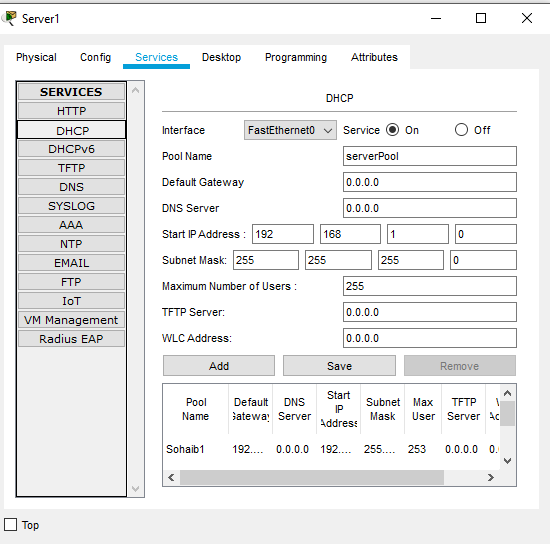 Server1
Physical Config Services Desktop Programming Attributes
SERVICES
HTTP
DHCP
DHCPv6
TFTP
DNS
SYSLOG
AAA
NTP
EMAIL
FTP
IoT
VM Management
Radius EAP
DHCP
Interface FastEthernet0 Service On Off
Pool Name serverPool
Default Gateway 0.0.0.0
DNS Server 0.0.0.0
Start IP Address : 192 168 1 0
Subnet Mask: 255 255 255 0
Maximum Number of Users : 255
TFTP Server: 0.0.0.0
WLC Address: 0.0.0.0
Add Save Remove
Pool Name Default Gateway DNS Server Start IP Address Subnet Mask Max User TFTP Server
Sohaib1 192.... 0.0.0.0 192.... 255.... 253 0.0.0.0 0.0
Top